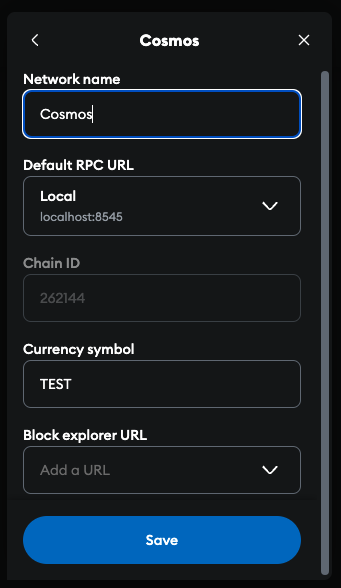 Cosmos
Network name
Cosmos
Default RPC URL
Local
localhost:8545
Chain ID
262144
Currency symbol
TEST
Block explorer URL
Add a URL
Save